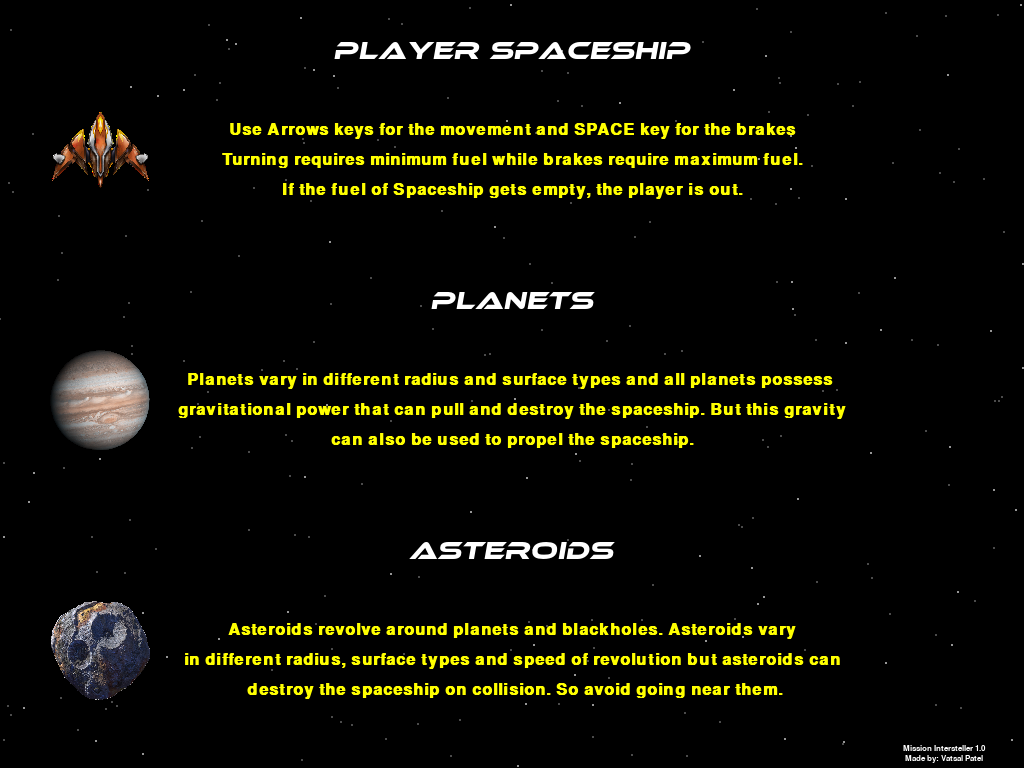 PLAYER SPACESHIP
Use Arrows keys for the movement and SPACE key for the brakes
Turning requires minimum fuel while brakes require maximum fuel.
If the fuel of Spaceship gets empty, the player is out.
PLANETS
Planets vary in different radius and surface types and all planets possess
gravitational power that can pull and destroy the spaceship. But this gravity
can also be used to propel the spaceship.
ASTEROIDS
Asteroids revolve around planets and blackholes. Asteroids vary
in different radius, surface types and speed of revolution but asteroids can
destroy the spaceship on collision. So avoid going near them.
Mission Intersteller 1.0
Made by: Vatsal Patel